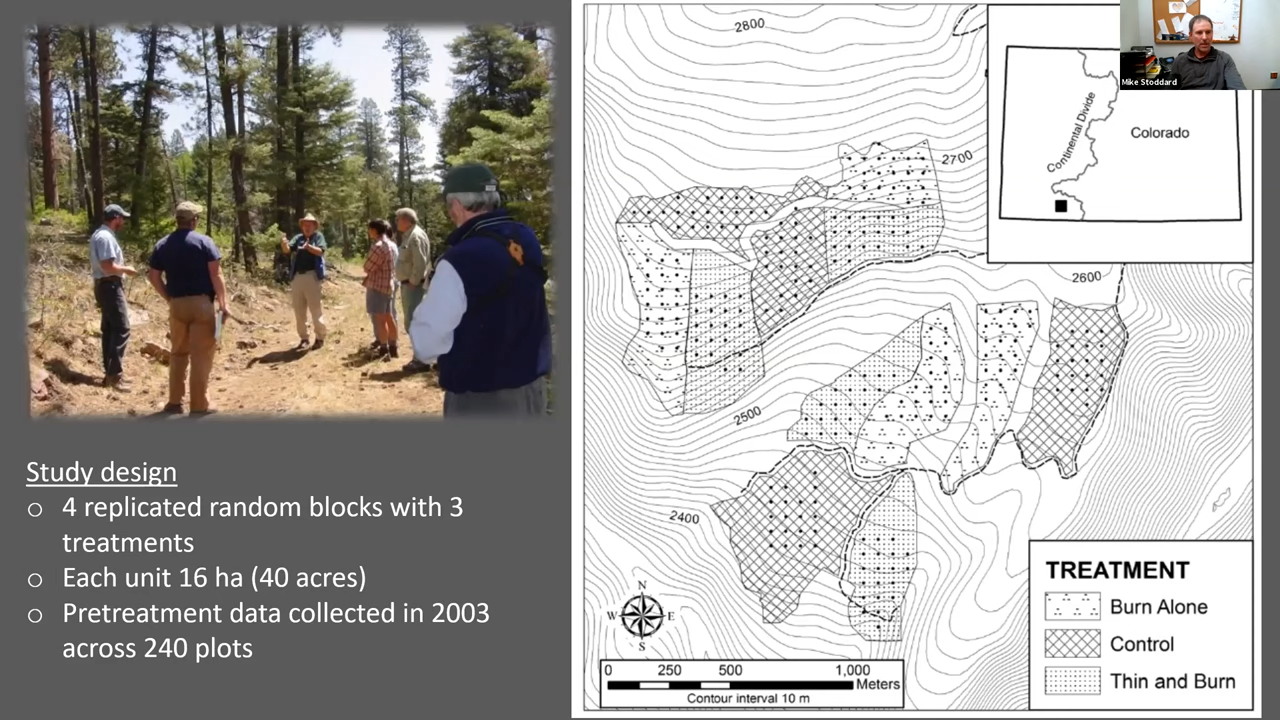 Study design
o 4 replicated random blocks with 3
treatments
o Each unit 16 ha (40 acres)
o Pretreatment data collected in 2003
across 240 plots
2800
2700
2600
2500
2400
Continental Divide
Colorado
Mike Stoddard
N
W E
S
0 250 500 1,000
Meters
Contour interval 10 m
TREATMENT
Burn Alone
Control
Thin and Burn